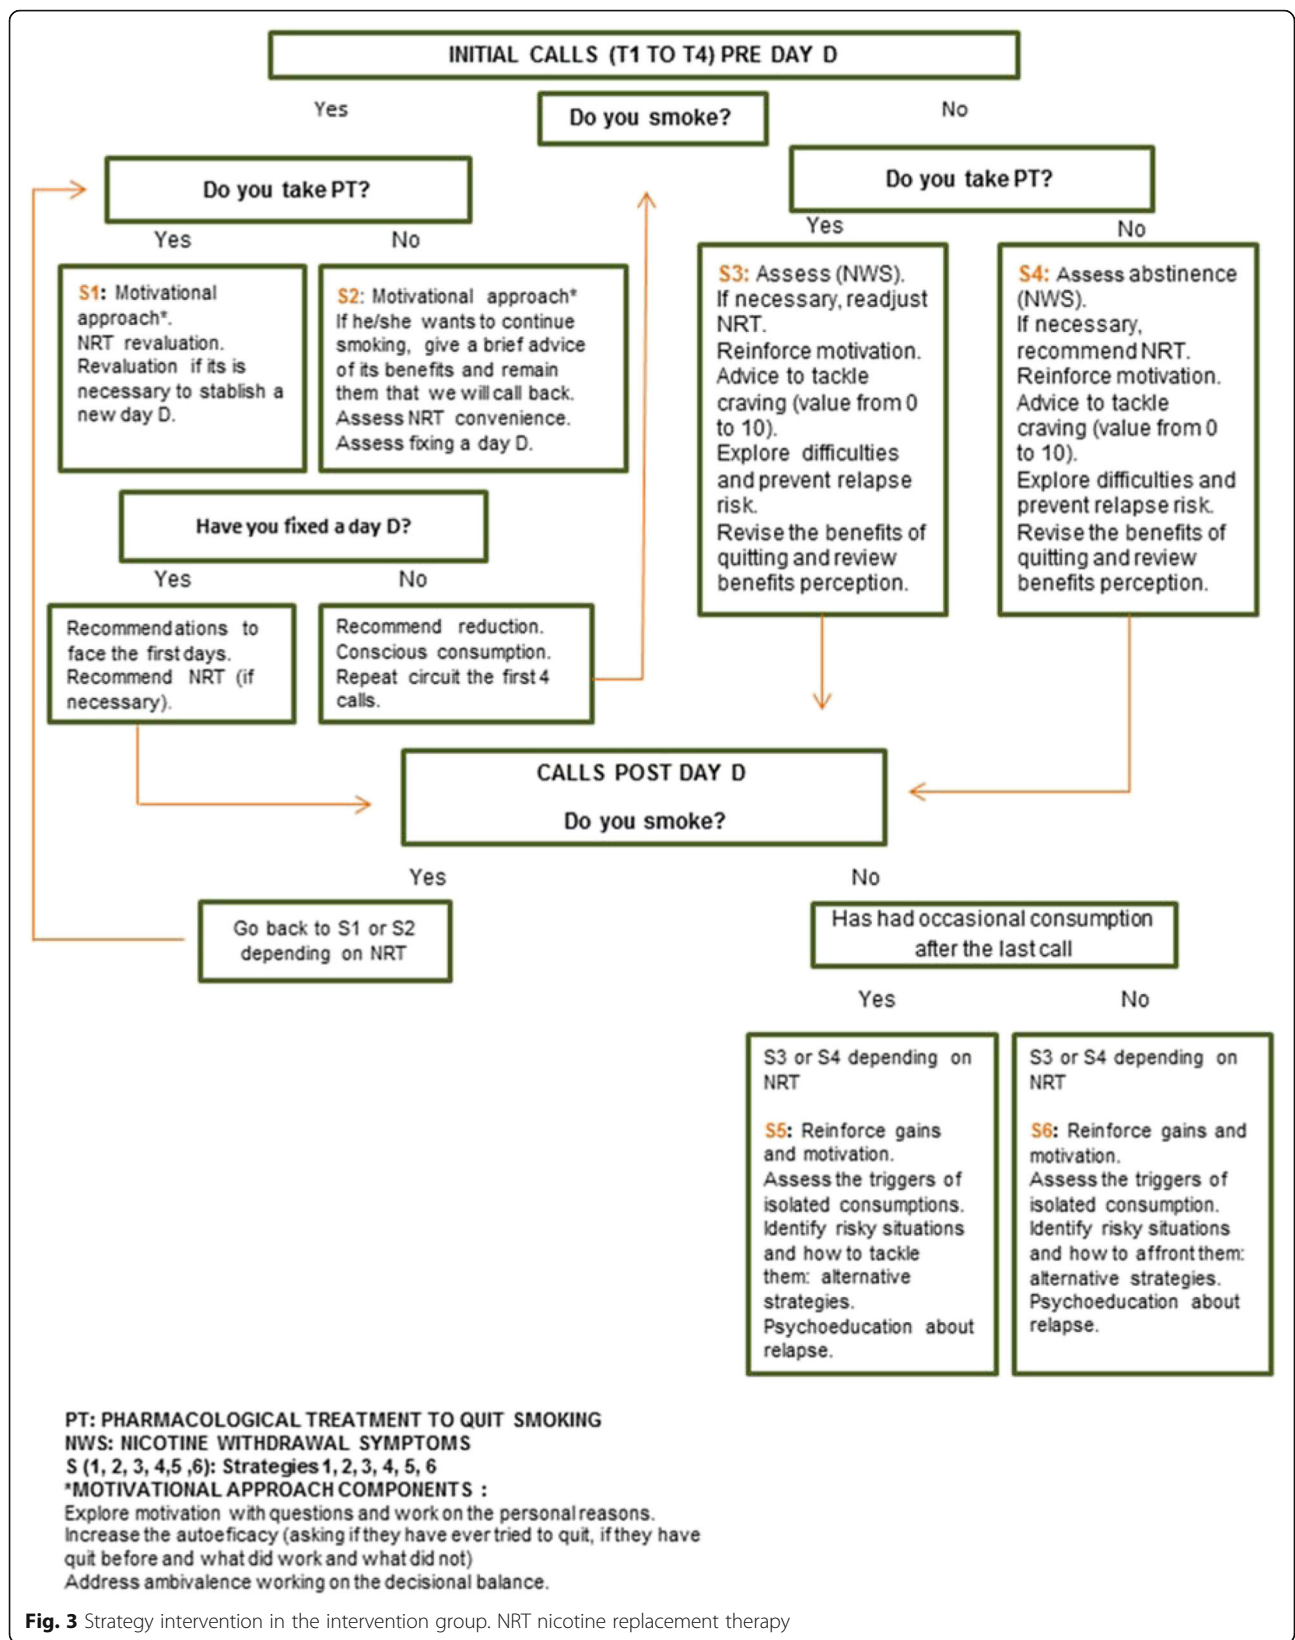 INITIAL CALLS (T1 TO T4) PRE DAY D
Yes
Do you smoke?
No
Do you take PT?
Yes
No
S1: Motivational
approach*.
NRT revaluation.
Revaluation if its is
necessary to stablish a
new day D.
S2: Motivational approach*
If he/she wants to continue
smoking, give a brief advice
of its benefits and remain
them that we will call back.
Assess NRT convenience.
Assess fixing a day D.
Do you take PT?
Yes
No
S3: Assess (NWS).
If necessary, readjust
NRT.
Reinforce motivation.
Advice to tackle
craving (value from 0
to 10).
Explore difficulties
and prevent relapse
risk.
Revise the benefits of
quitting and review
benefits perception.
S4: Assess abstinence
(NWS).
If necessary,
recommend NRT.
Reinforce motivation.
Advice to tackle
craving (value from 0
to 10).
Explore difficulties and
prevent relapse risk.
Revise the benefits of
quitting and review
benefits perception.
Have you fixed a day D?
Yes
No
Recommendations to
face the first days.
Recommend NRT (if
necessary).
Recommend reduction.
Conscious consumption.
Repeat circuit the first 4
calls.
CALLS POST DAY D
Do you smoke?
Yes
No
Go back to S1 or S2
depending on NRT
Has had occasional consumption
after the last call
Yes
No
S3 or S4 depending on
NRT
S5: Reinforce gains
and motivation.
Assess the triggers of
isolated consumptions.
Identify risky situations
and how to tackle
them: alternative
strategies.
Psychoeducation about
relapse.
S3 or S4 depending on
NRT
S6: Reinforce gains and
motivation.
Assess the triggers of
isolated consumption.
Identify risky situations
and how to affront them:
alternative strategies.
Psychoeducation about
relapse.
PT: PHARMACOLOGICAL TREATMENT TO QUIT SMOKING
NWS: NICOTINE WITHDRAWAL SYMPTOMS
S (1, 2, 3, 4,5 ,6): Strategies 1, 2, 3, 4, 5, 6
*MOTIVATIONAL APPROACH COMPONENTS :
Explore motivation with questions and work on the personal reasons.
Increase the autoeficacy (asking if they have ever tried to quit, if they have
quit before and what did work and what did not)
Address ambivalence working on the decisional balance.
Fig. 3 Strategy intervention in the intervention group. NRT nicotine replacement therapy